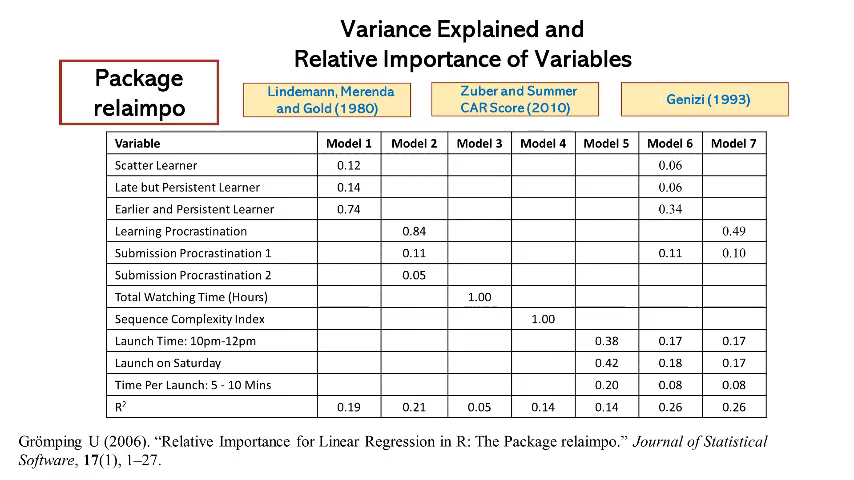 Variance Explained and
Relative Importance of Variables
Package
relaimpo
Lindemann, Merenda
and Gold (1980)
Zuber and Summer
CAR Score (2010)
Genizi (1993)
Variable Model 1 Model 2 Model 3 Model 4 Model 5 Model 6 Model 7
Scatter Learner 0.12 0.06
Late but Persistent Learner 0.14 0.06
Earlier and Persistent Learner 0.74 0.34
Learning Procrastination 0.84 0.49
Submission Procrastination 1 0.11 0.11 0.10
Submission Procrastination 2 0.05
Total Watching Time (Hours) 1.00
Sequence Complexity Index 1.00
Launch Time: 10pm-12pm 0.38 0.17 0.17
Launch on Saturday 0.42 0.18 0.17
Time Per Launch: 5 - 10 Mins 0.20 0.08 0.08
R² 0.19 0.21 0.05 0.14 0.14 0.26 0.26
Grömping U (2006). “Relative Importance for Linear Regression in R: The Package relaimpo.” Journal of Statistical
Software, 17(1), 1–27.